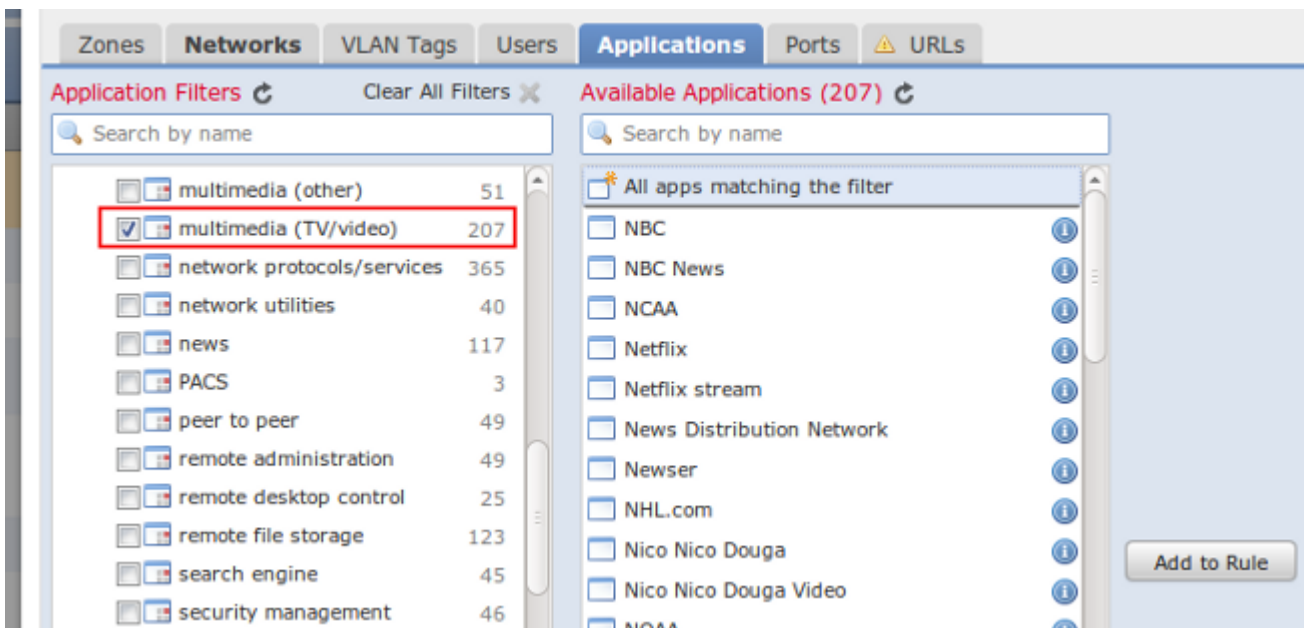 Zones Networks VLAN Tags Users Applications Ports URLs
Application Filters Clear All Filters
Search by name
multimedia (other) 51
multimedia (TV/video) 207
network protocols/services 365
network utilities 40
news 117
PACS 3
peer to peer 49
remote administration 49
remote desktop control 25
remote file storage 123
search engine 45
security management 46
Available Applications (207)
Search by name
All apps matching the filter
NBC
NBC News
NCAA
Netflix
Netflix stream
News Distribution Network
Newser
NHL.com
Nico Nico Douga
Nico Nico Douga Video
NOAA
Add to Rule